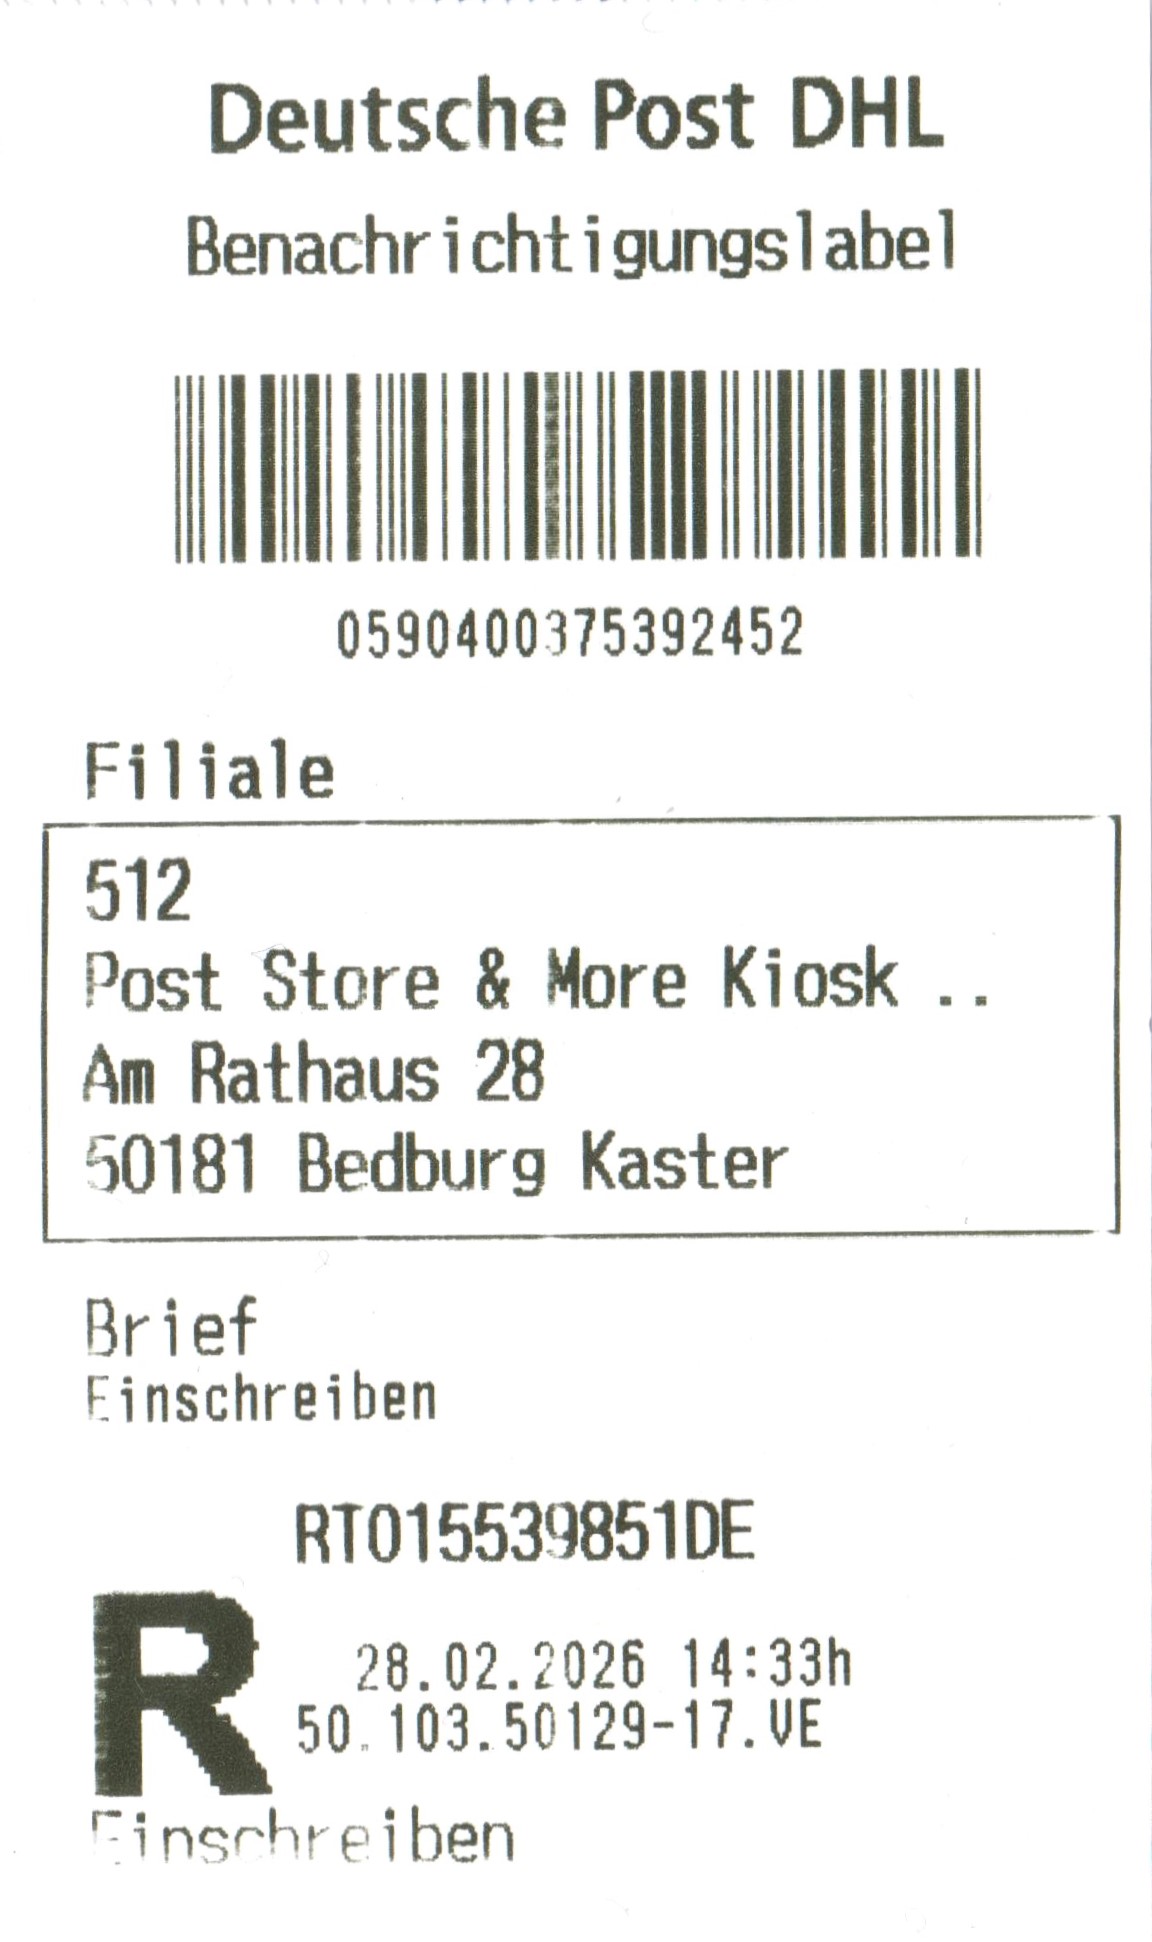 Deutsche Post DHL
Benachrichtigungslabel
0590400375392452
Filiale
512
Post Store & More Kiosk ..
Am Rathaus 28
50181 Bedburg Kaster
Brief
Einschreiben
RT015539851DE
R
28.02.2026 14:33h
50.103.50129-17.VE
Einschreiben